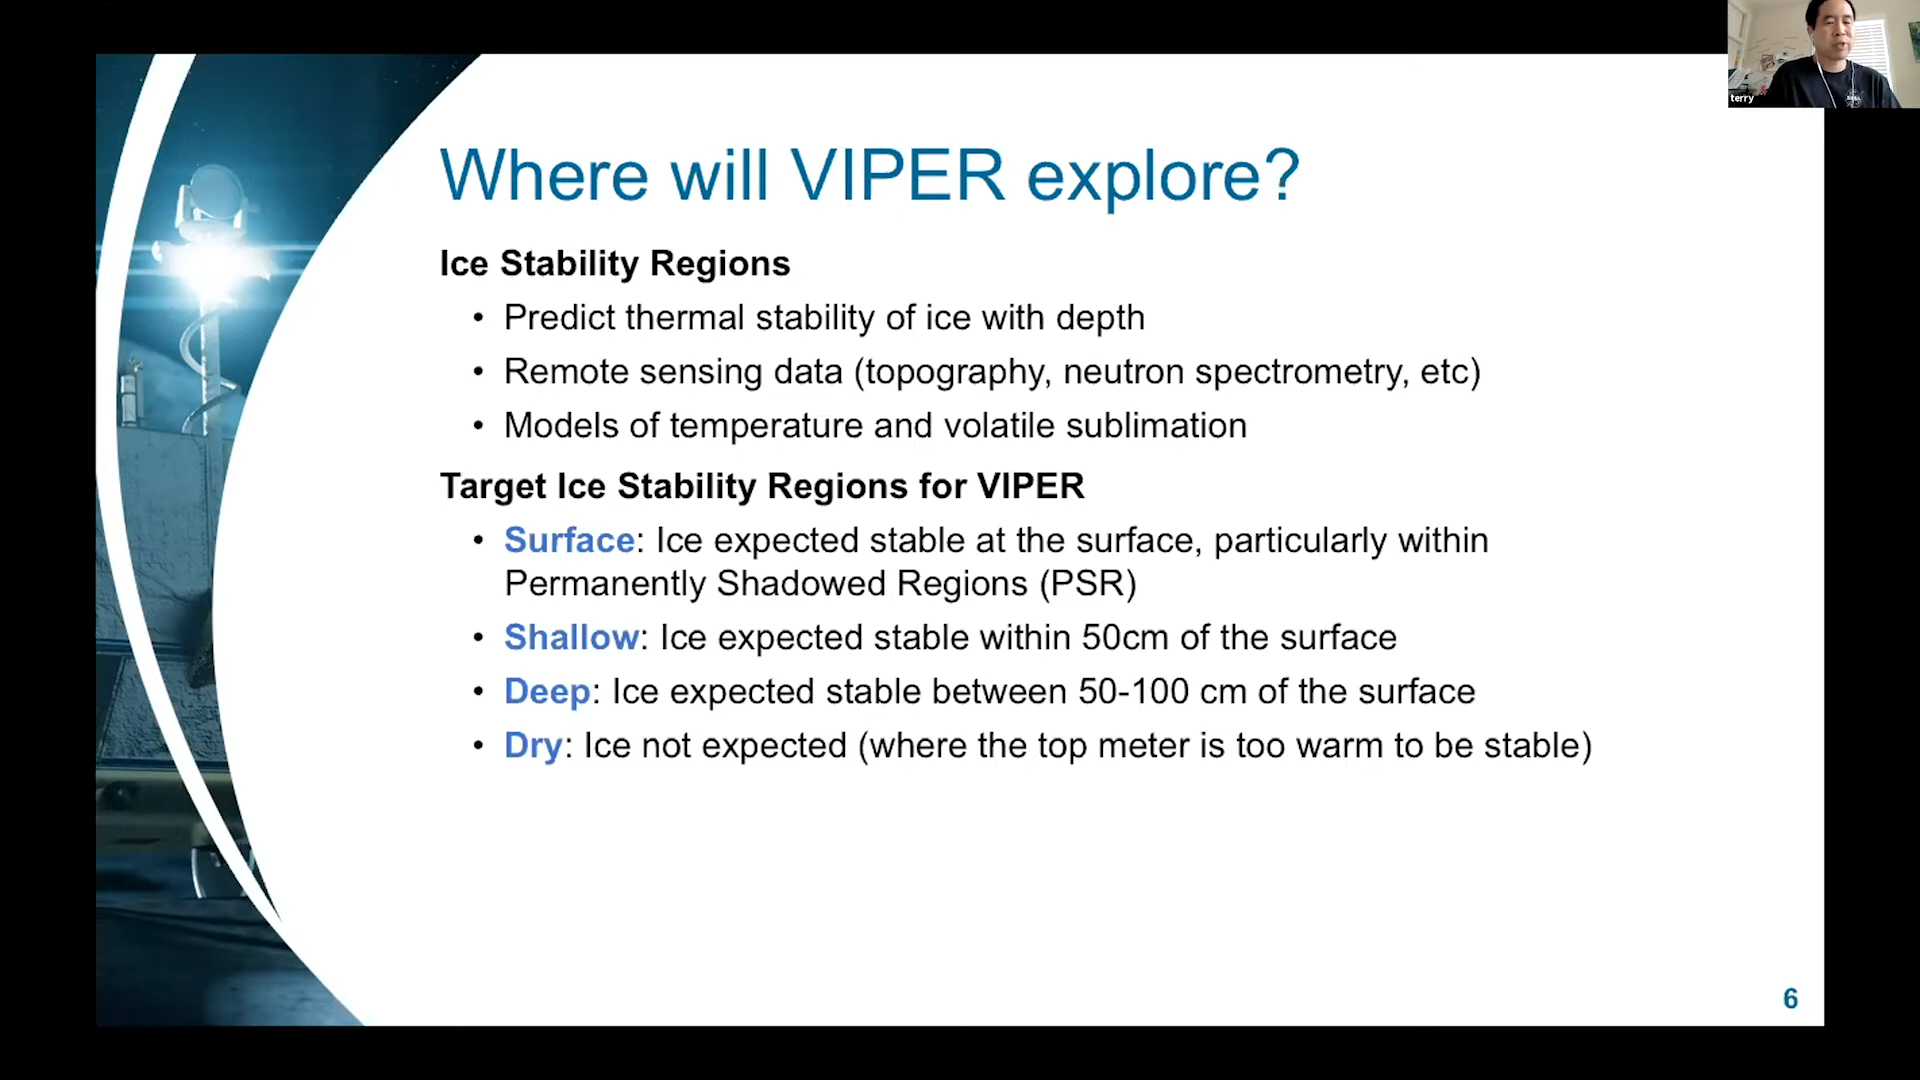 terry
Where will VIPER explore?
Ice Stability Regions
• Predict thermal stability of ice with depth
• Remote sensing data (topography, neutron spectrometry, etc)
• Models of temperature and volatile sublimation
Target Ice Stability Regions for VIPER
• Surface: Ice expected stable at the surface, particularly within
Permanently Shadowed Regions (PSR)
• Shallow: Ice expected stable within 50cm of the surface
• Deep: Ice expected stable between 50-100 cm of the surface
• Dry: Ice not expected (where the top meter is too warm to be stable)
6